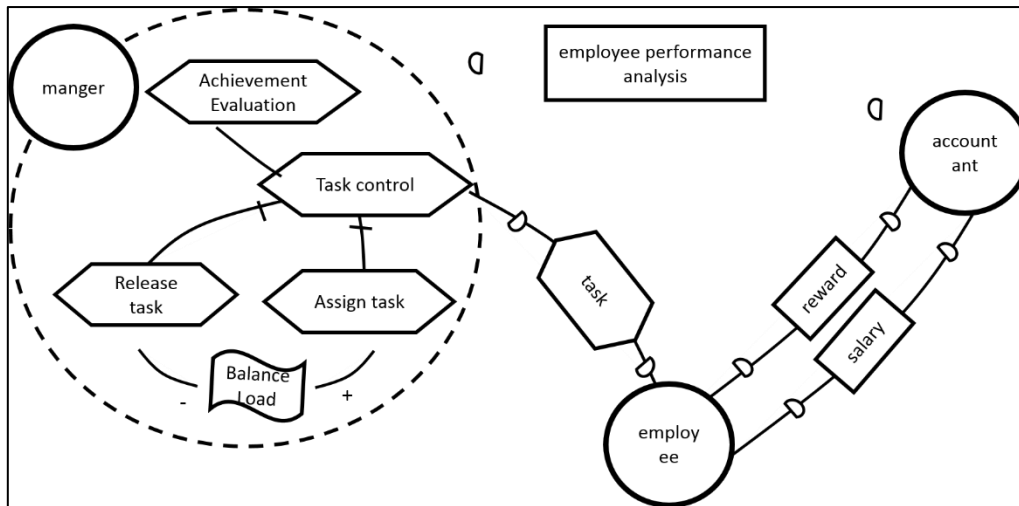 manger
Achievement
Evaluation
employee performance
analysis
account
ant
Task control
Release
task
Assign task
task
reward
salary
Balance
Load
-
+
employ
ee